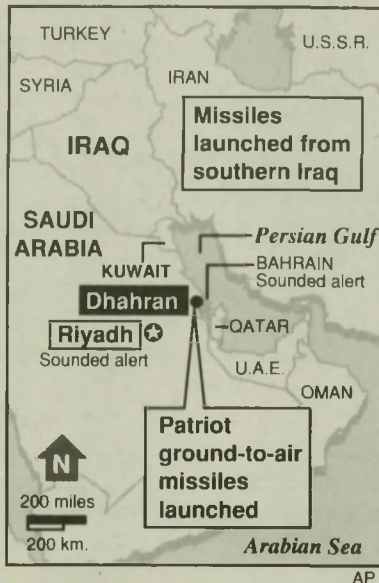 TURKEY
U.S.S.R.
SYRIA
IRAN
IRAQ
Missiles
launched from
southern Iraq
SAUDI
ARABIA
Persian Gulf
KUWAIT
BAHRAIN
Sounded alert
Dhahran
Riyadh
Sounded alert
QATAR
U.A.E.
OMAN
Patriot
ground-to-air
missiles
launched
N
200 miles
200 km.
Arabian Sea
AP